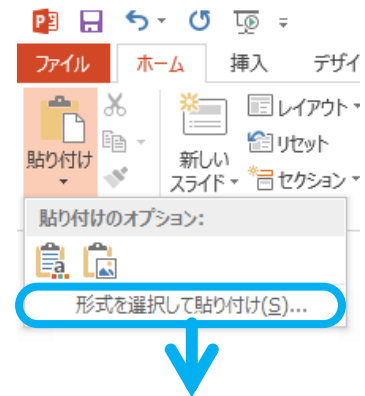 ファイル ホーム 挿入 デザイ
貼り付け
新しい
スライド
レイアウト
リセット
セクション
貼り付けのオプション:
a
形式を選択して貼り付け(S)...